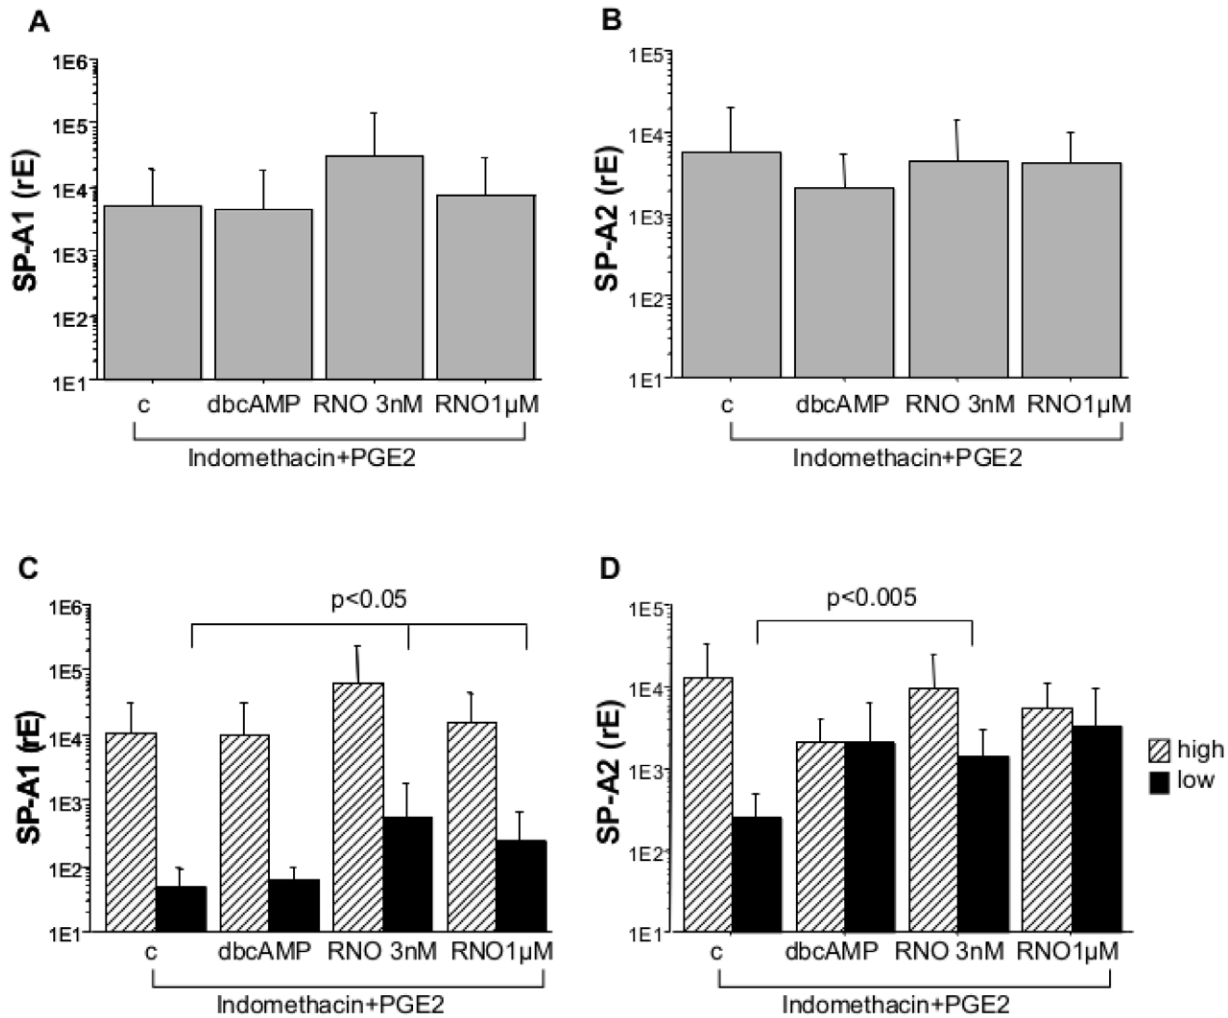 A
SP-A1 (rE)
1E6
1E5
1E4
1E3
1E2
1E1
c dbcAMP RNO 3nM RNO1µM
Indomethacin+PGE2
B
SP-A2 (rE)
1E5
1E4
1E3
1E2
1E1
c dbcAMP RNO 3nM RNO1µM
Indomethacin+PGE2
C
p<0.05
SP-A1 (rE)
1E6
1E5
1E4
1E3
1E2
1E1
c dbcAMP RNO 3nM RNO1µM
Indomethacin+PGE2
D
p<0.005
SP-A2 (rE)
1E5
1E4
1E3
1E2
1E1
c dbcAMP RNO 3nM RNO1µM
Indomethacin+PGE2
high
low